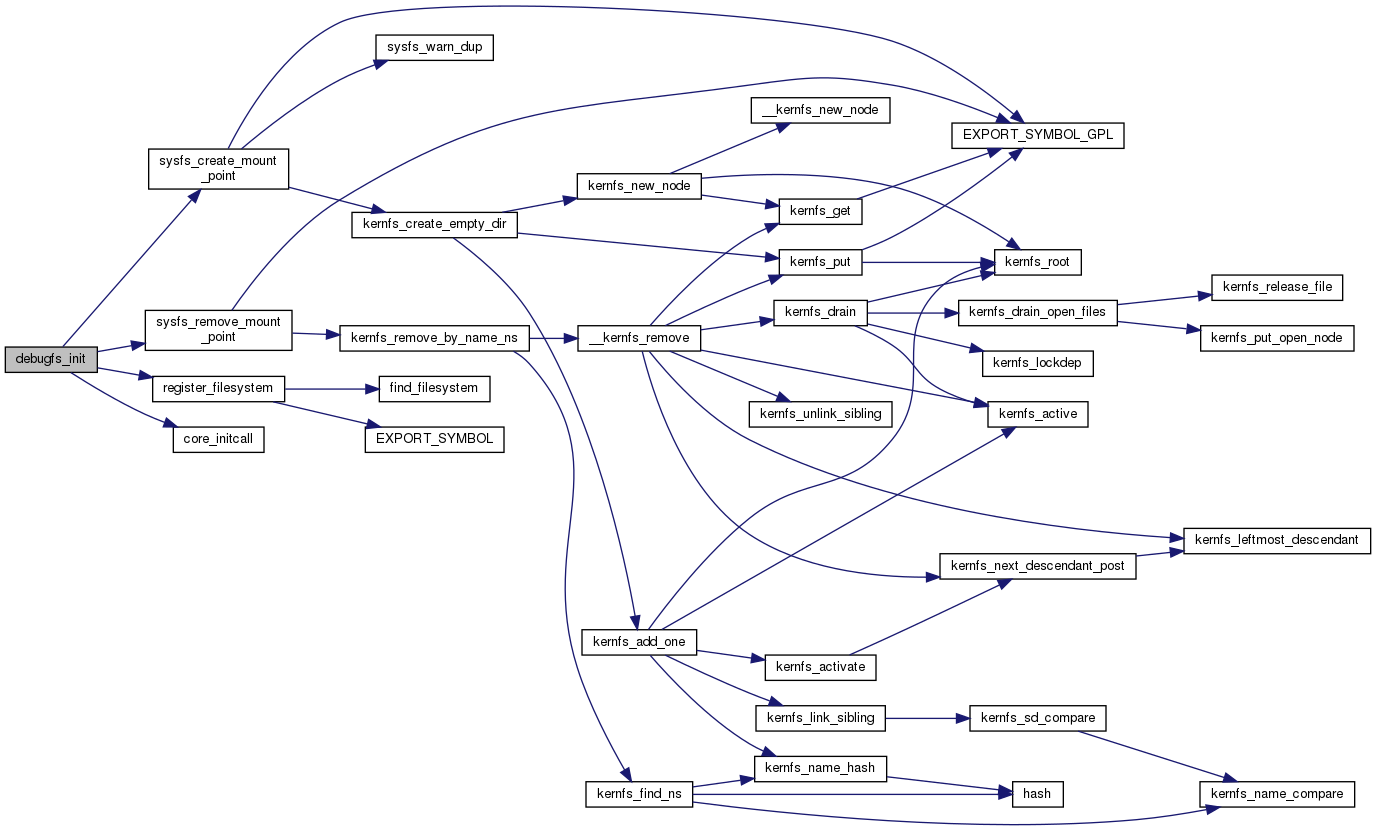 debugfs_init
sysfs_create_mount
_point
sysfs_remove_mount
_point
register_filesystem
core_initcall
sysfs_warn_dup
kernfs_create_empty_dir
kernfs_remove_by_name_ns
find_filesystem
EXPORT_SYMBOL
kernfs_new_node
__kernfs_remove
kernfs_add_one
kernfs_find_ns
__kernfs_new_node
kernfs_get
kernfs_put
kernfs_drain
kernfs_unlink_sibling
kernfs_activate
kernfs_link_sibling
kernfs_name_hash
EXPORT_SYMBOL_GPL
kernfs_root
kernfs_drain_open_files
kernfs_lockdep
kernfs_active
kernfs_next_descendant_post
kernfs_sd_compare
hash
kernfs_release_file
kernfs_put_open_node
kernfs_leftmost_descendant
kernfs_name_compare